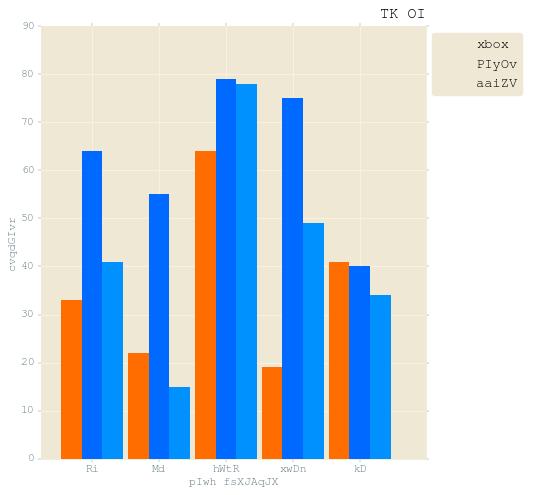 TK OI
xbox
PIyOv
aaiZV
90
80
70
60
50
40
30
20
10
0
cvqdGIvr
Ri Md hWtR xwDn kD
pIwh fsXJAqJX